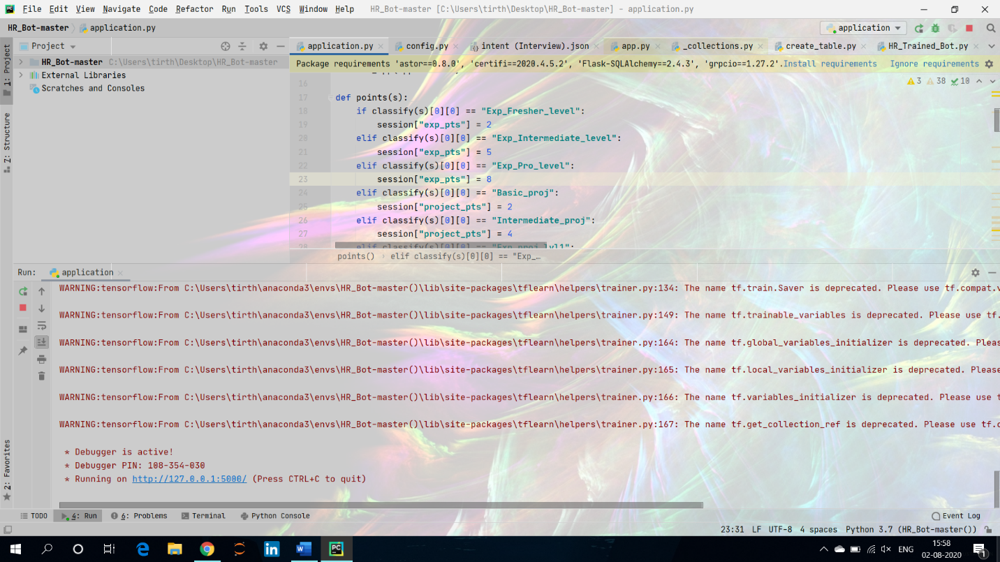 File Edit View Navigate Code Refactor Run Tools VCS Window Help HR_Bot-master [C:\Users\tirth\Desktop\HR_Bot-master] - application.py
HR_Bot-master application.py application
Project
application.py config.py intent (Interview).json app.py _collections.py create_table.py HR_Trained_Bot.py
1: Project
HR_Bot-master C:\Users\tirth\Desktop\HR_Bot-master
External Libraries
Scratches and Consoles
Package requirements 'astor==0.8.0', 'certifi==2020.4.5.2', 'Flask-SQLAlchemy==2.4.3', 'grpcio==1.27.2'. Install requirements Ignore requirements
3 38 10
16
17 def points(s):
18 if classify(s)[0][0] == "Exp_Fresher_level":
19 session["exp_pts"] = 2
20 elif classify(s)[0][0] == "Exp_Intermediate_level":
21 session["exp_pts"] = 5
22 elif classify(s)[0][0] == "Exp_Pro_level":
23 session["exp_pts"] = 8
24 elif classify(s)[0][0] == "Basic_proj":
25 session["project_pts"] = 2
26 elif classify(s)[0][0] == "Intermediate_proj":
27 session["project_pts"] = 4
28 elif classify(s)[0][0] == "Exp_proj_lvl1":
points() › elif classify(s)[0][0] == "Exp_…
Z: Structure
Run: application
WARNING:tensorflow:From C:\Users\tirth\anaconda3\envs\HR_Bot-master()\lib\site-packages\tflearn\helpers\trainer.py:134: The name tf.train.Saver is deprecated. Please use tf.compat.v
WARNING:tensorflow:From C:\Users\tirth\anaconda3\envs\HR_Bot-master()\lib\site-packages\tflearn\helpers\trainer.py:149: The name tf.trainable_variables is deprecated. Please use tf.
WARNING:tensorflow:From C:\Users\tirth\anaconda3\envs\HR_Bot-master()\lib\site-packages\tflearn\helpers\trainer.py:164: The name tf.global_variables_initializer is deprecated. Pleas
WARNING:tensorflow:From C:\Users\tirth\anaconda3\envs\HR_Bot-master()\lib\site-packages\tflearn\helpers\trainer.py:165: The name tf.local_variables_initializer is deprecated. Please
WARNING:tensorflow:From C:\Users\tirth\anaconda3\envs\HR_Bot-master()\lib\site-packages\tflearn\helpers\trainer.py:166: The name tf.variables_initializer is deprecated. Please use t
WARNING:tensorflow:From C:\Users\tirth\anaconda3\envs\HR_Bot-master()\lib\site-packages\tflearn\helpers\trainer.py:167: The name tf.get_collection_ref is deprecated. Please use tf.c
* Debugger is active!
* Debugger PIN: 108-354-030
* Running on http://127.0.0.1:5000/ (Press CTRL+C to quit)
2: Favorites
TODO 4: Run 6: Problems Terminal Python Console Event Log
23:31 LF UTF-8 4 spaces Python 3.7 (HR_Bot-master())
ENG 15:58
02-08-2020
1